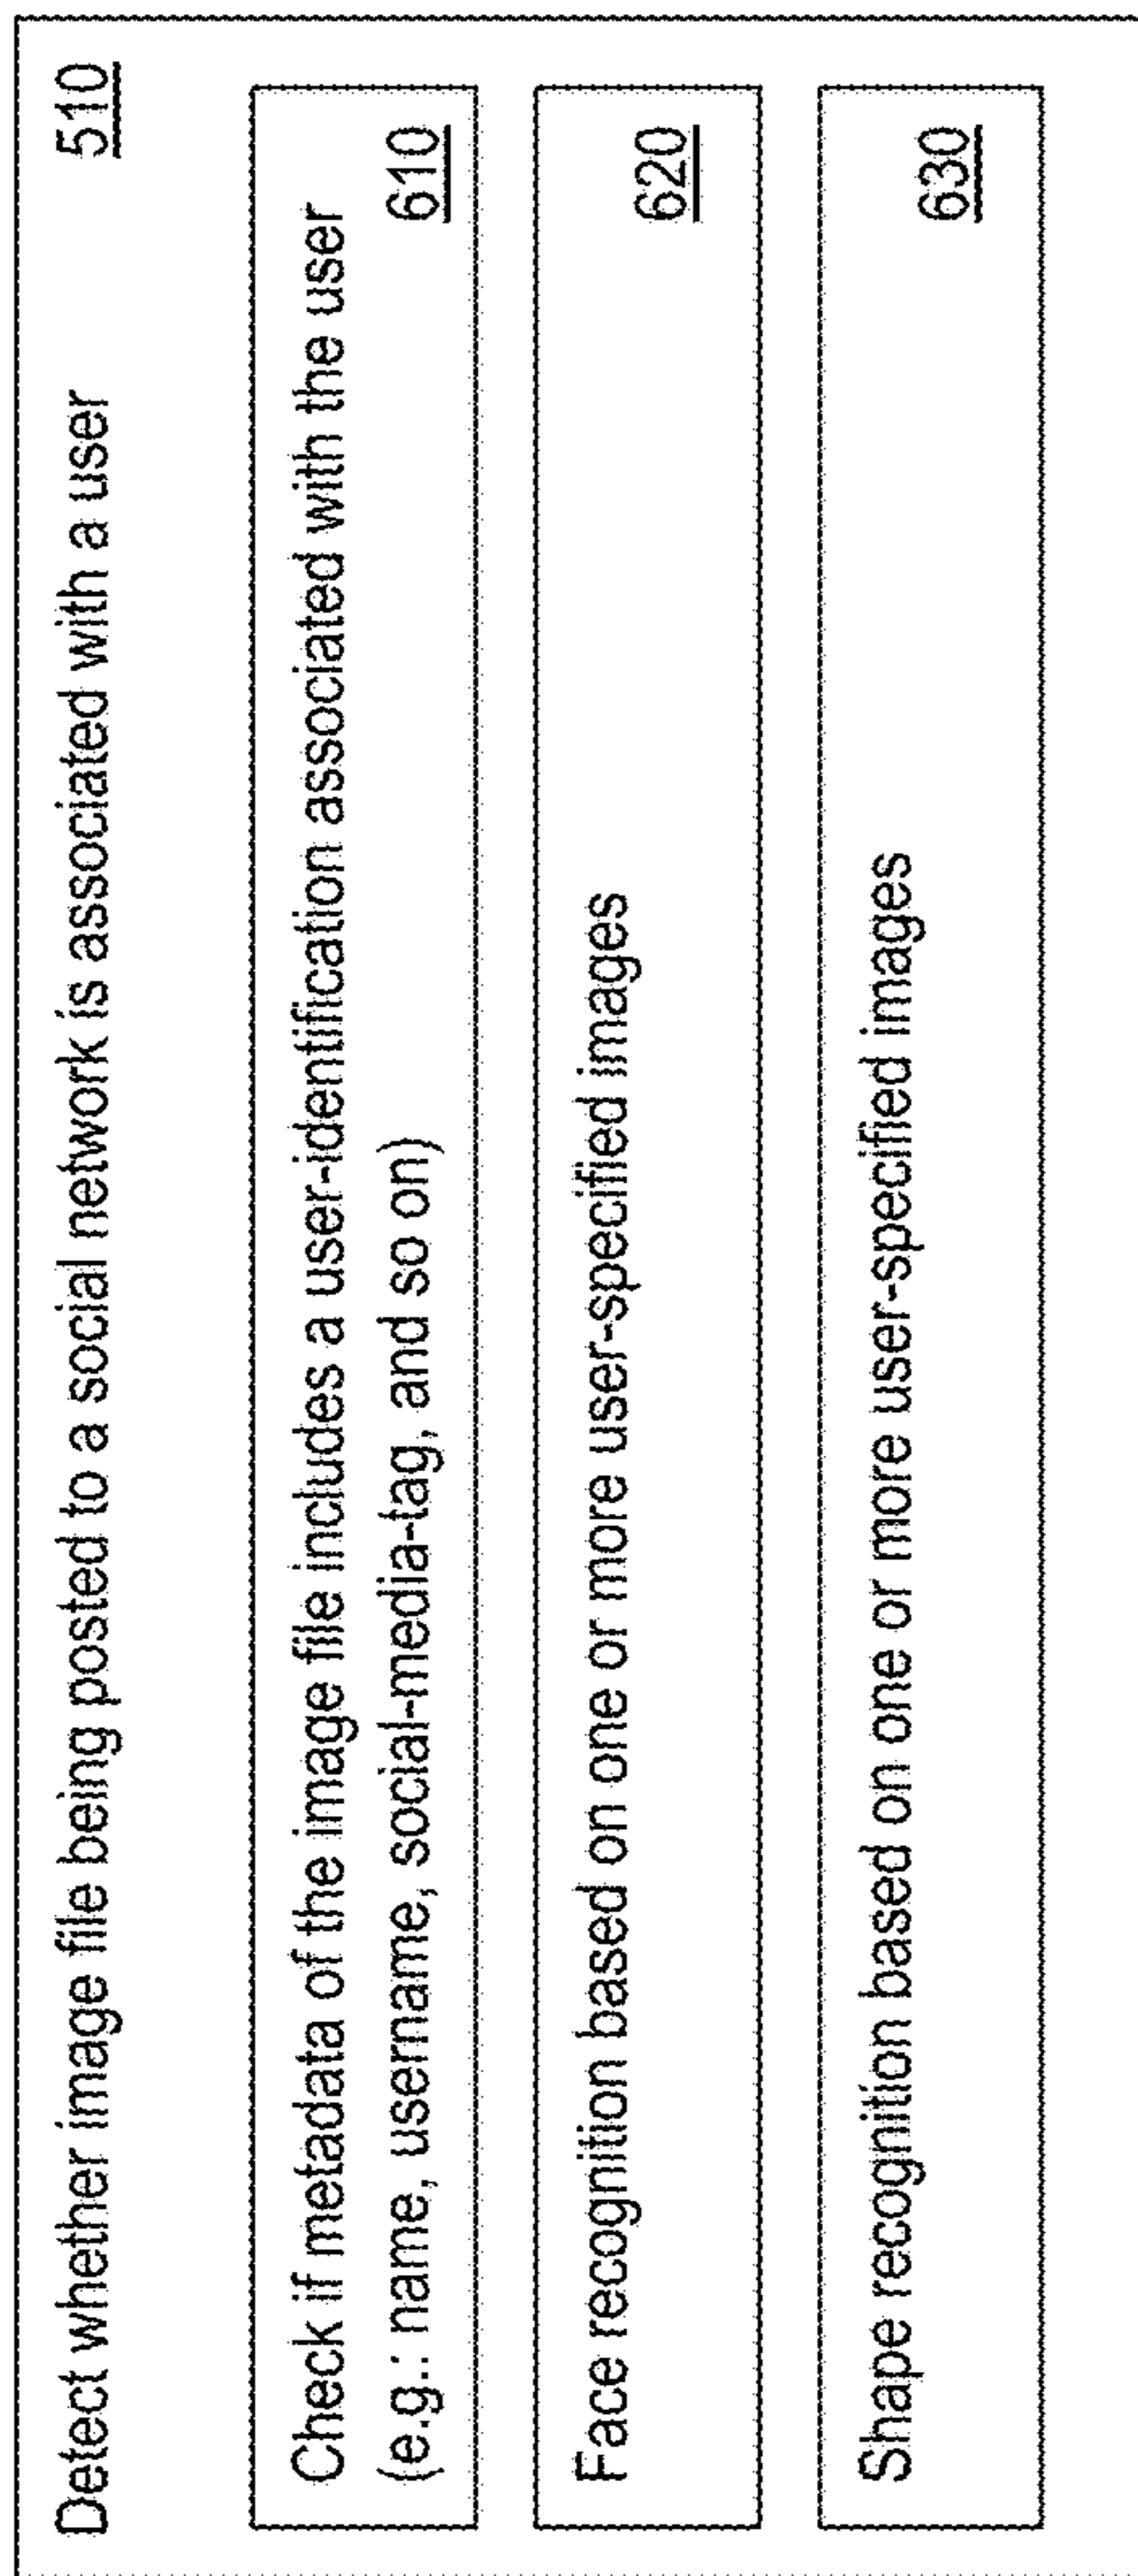 Detect whether image file being posted to a social network is associated with a user 510
Check if metadata of the image file includes a user-identification associated with the user
(e.g.: name, username, social-media-tag, and so on) 610
Face recognition based on one or more user-specified images
620
Shape recognition based on one or more user-specified images
630